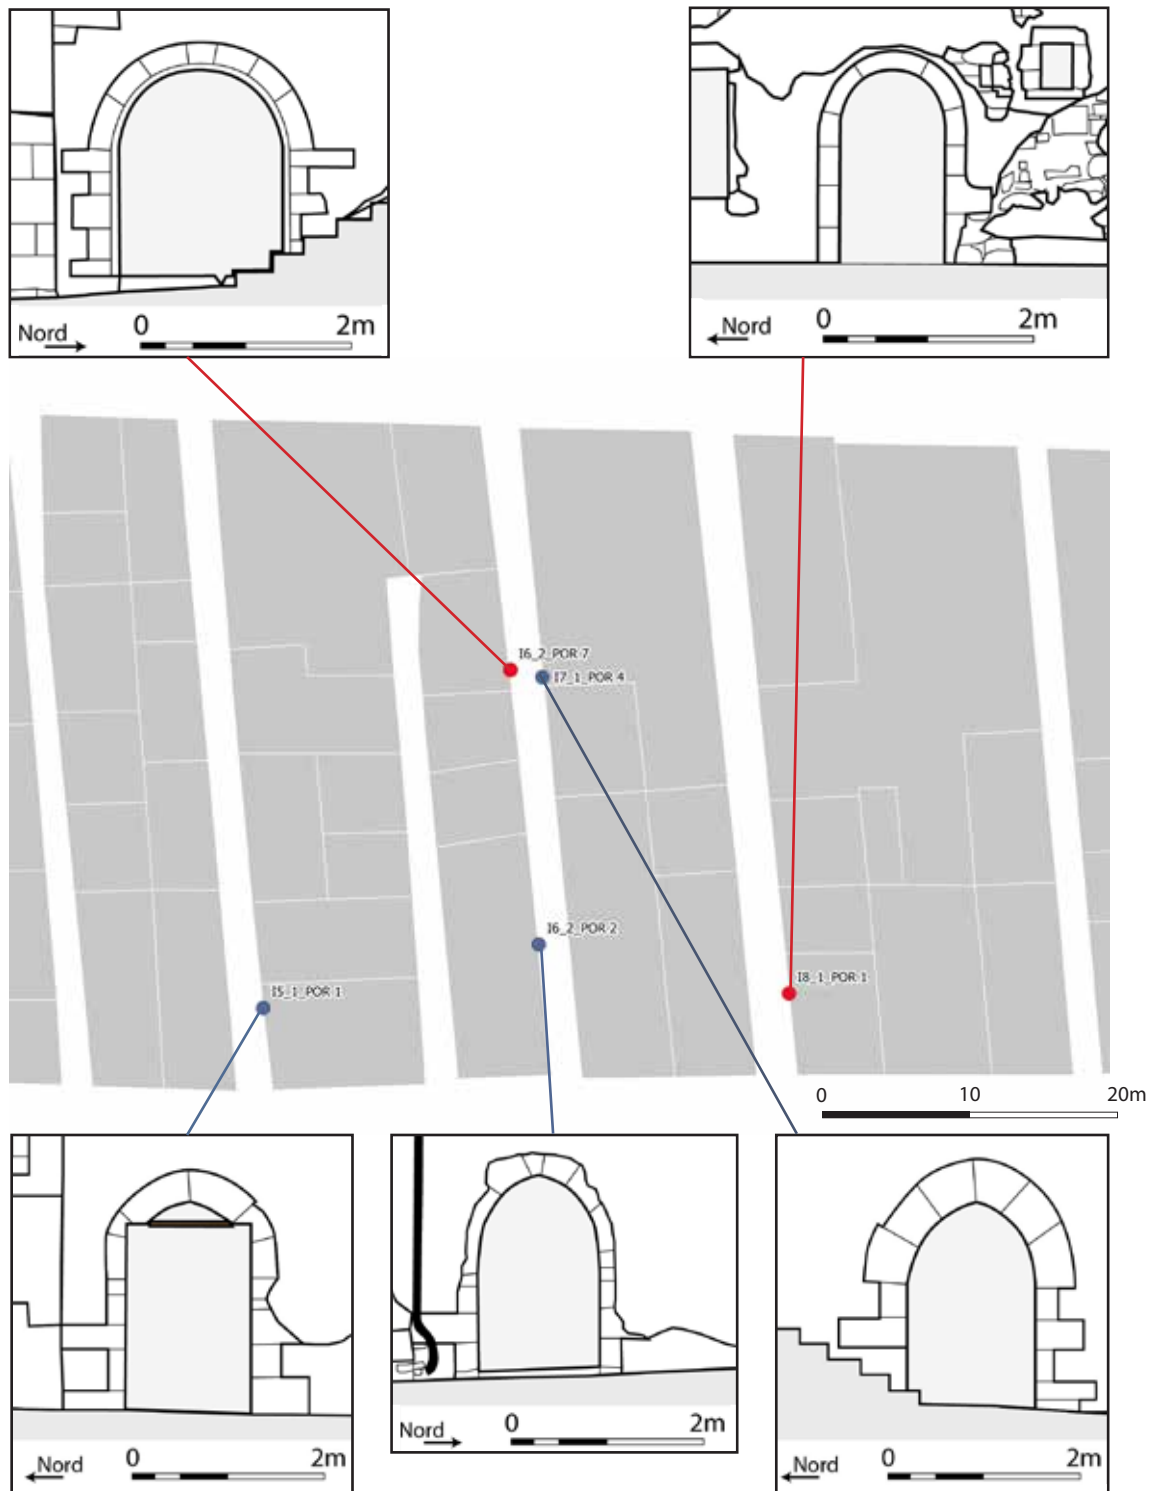 Nord
0 2m
Nord
0 2m
I6_2_POR 7
I7_1_POR 4
I6_2_POR 2
I5_1_POR 1
I8_1_POR 1
0 10 20m
Nord
0 2m
Nord
0 2m
Nord
0 2m